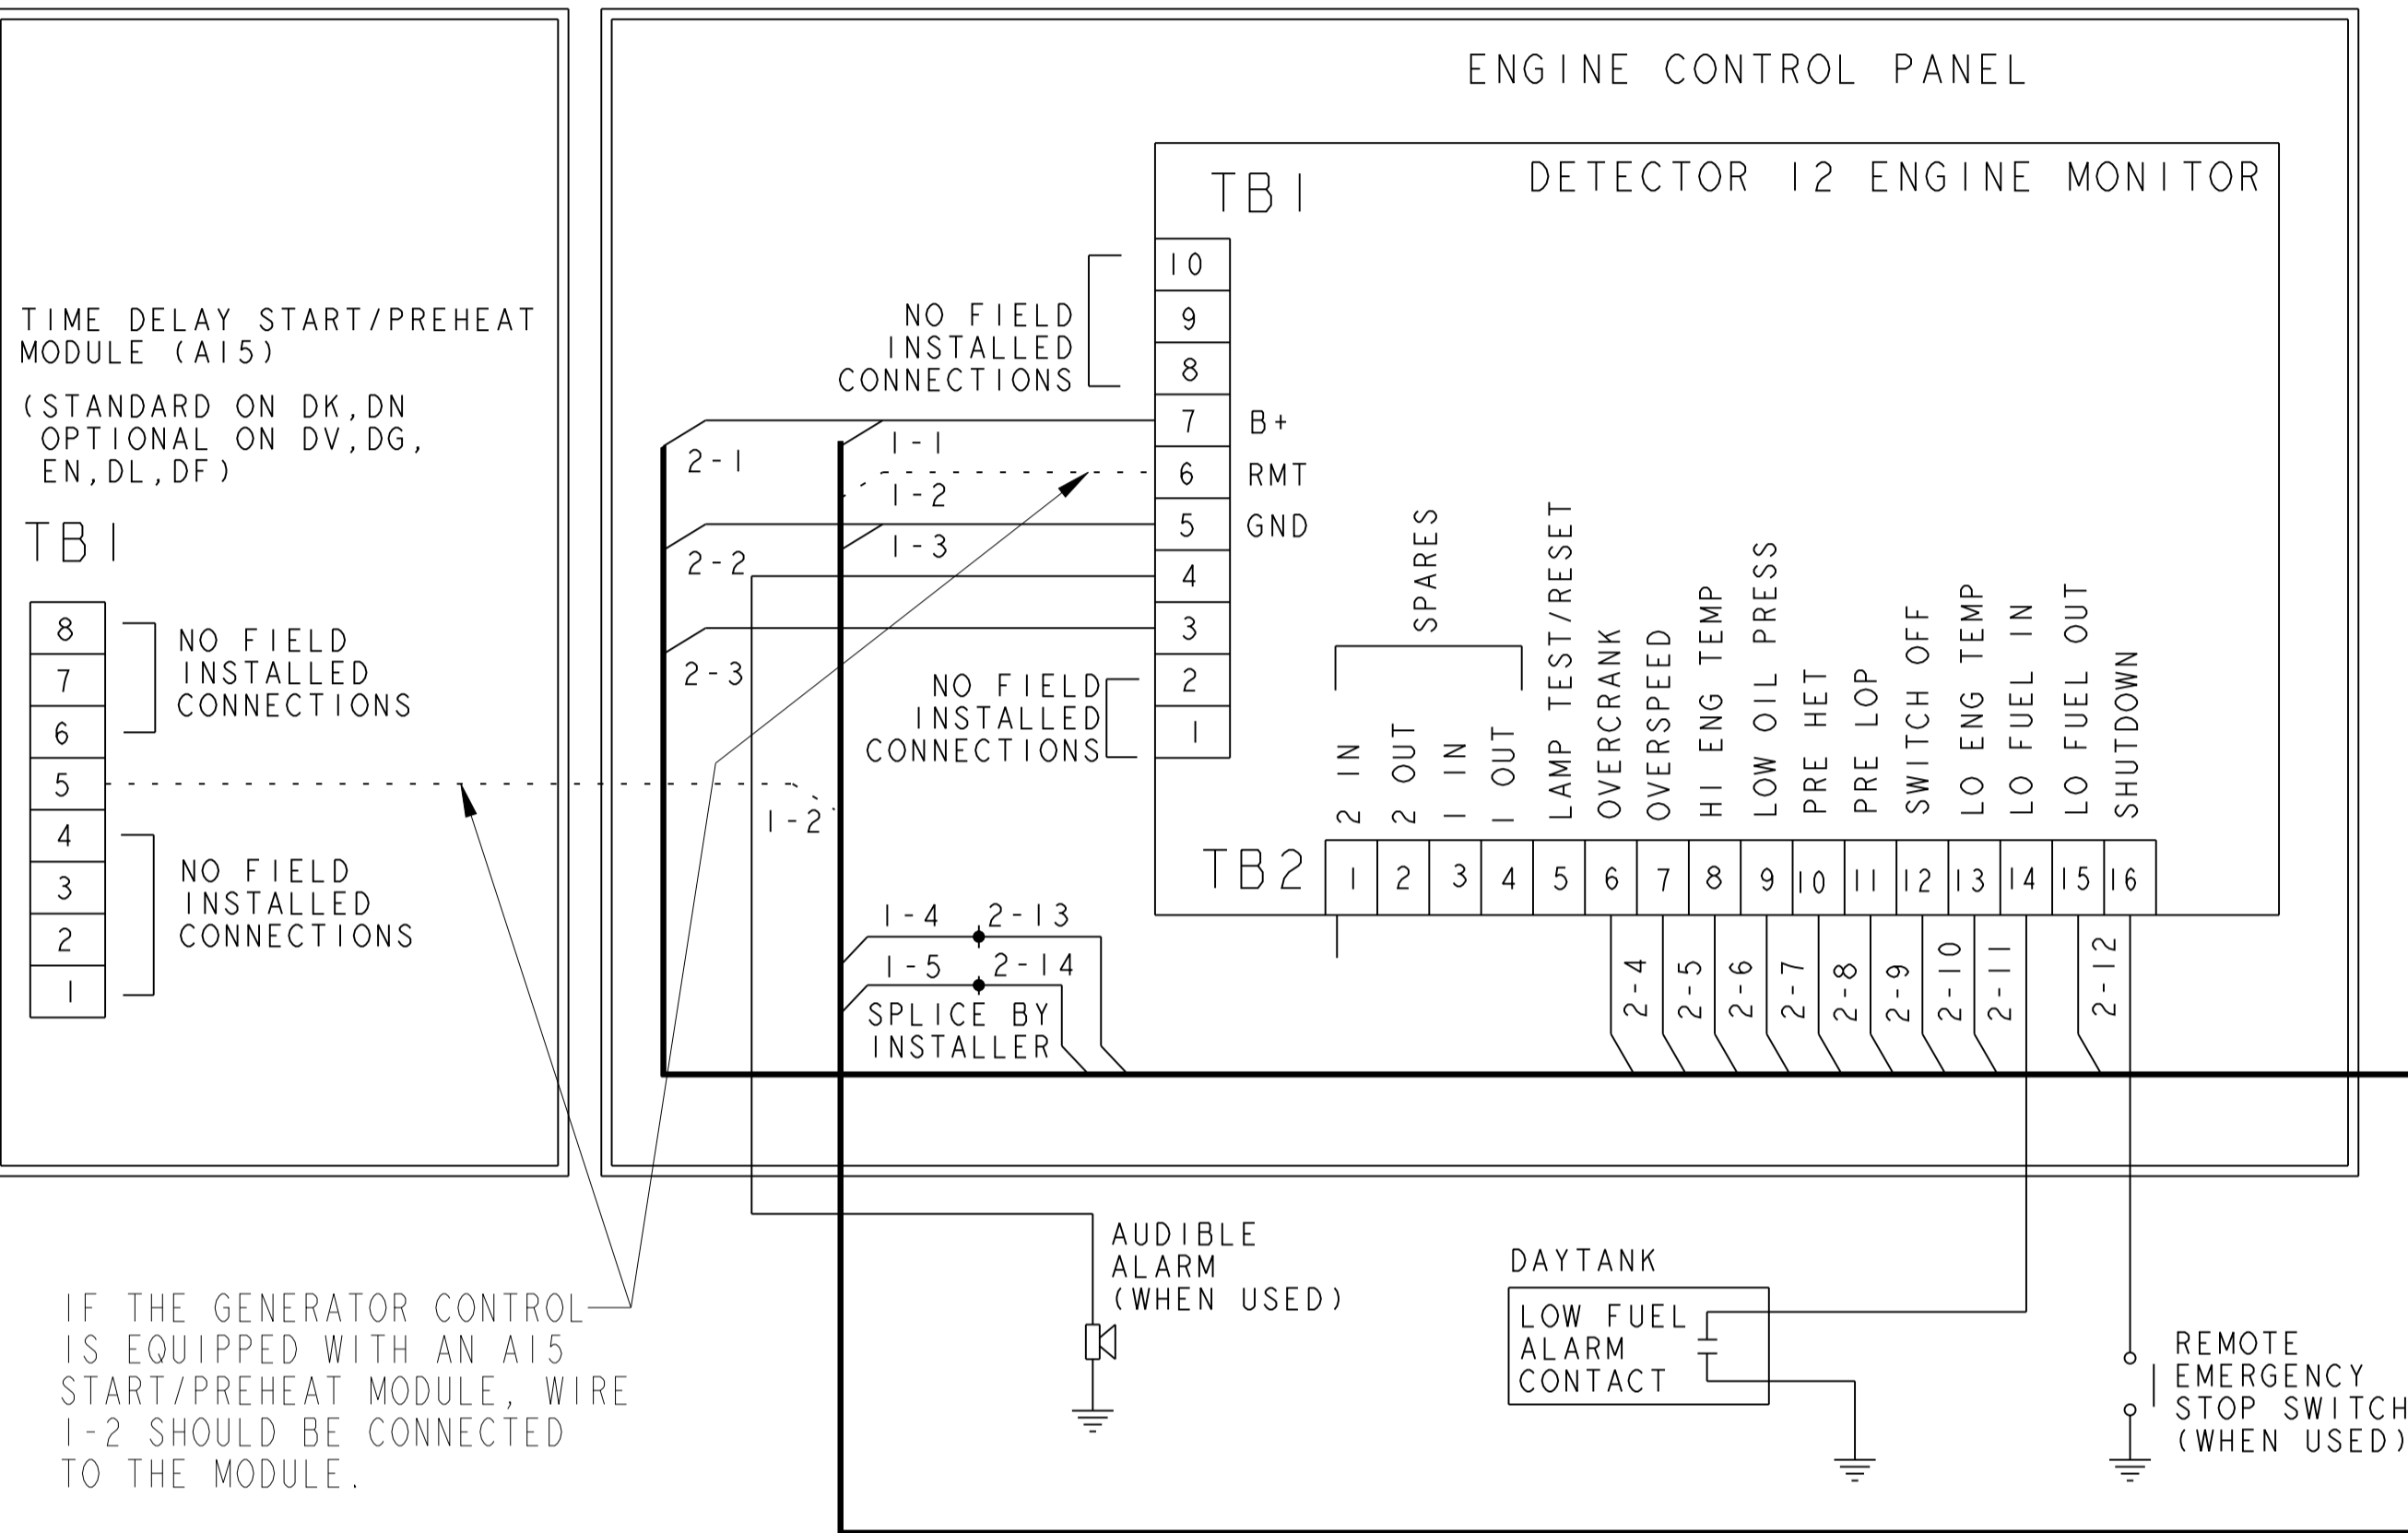 ENGINE CONTROL PANEL
DETECTOR 12 ENGINE MONITOR
TB1
10
9
8
7
6
5
4
3
2
1
B+
RMT
GND
NO FIELD
INSTALLED
CONNECTIONS
NO FIELD
INSTALLED
CONNECTIONS
2-1
1-1
1-2
2-2
1-3
2-3
1-2
TIME DELAY START/PREHEAT
MODULE (A15)
(STANDARD ON DK,DN
OPTIONAL ON DV,DG,
EN,DL,DF)
TB1
8
7
6
5
4
3
2
1
NO FIELD
INSTALLED
CONNECTIONS
NO FIELD
INSTALLED
CONNECTIONS
SPARES
2 IN
2 OUT
1 IN
1 OUT
LAMP TEST/RESET
OVERCRANK
OVERSPEED
HI ENG TEMP
LOW OIL PRESS
PRE HET
PRE LOP
SWITCH OFF
LO ENG TEMP
LO FUEL IN
LO FUEL OUT
SHUTDOWN
TB2
1 2 3 4 5 6 7 8 9 10 11 12 13 14 15 16
1-4 2-13
1-5 2-14
SPLICE BY
INSTALLER
2-4
2-5
2-6
2-7
2-8
2-9
2-10
2-11
2-12
AUDIBLE
ALARM
(WHEN USED)
DAYTANK
LOW FUEL
ALARM
CONTACT
REMOTE
EMERGENCY
STOP SWITCH
(WHEN USED)
IF THE GENERATOR CONTROL
IS EQUIPPED WITH AN A15
START/PREHEAT MODULE, WIRE
1-2 SHOULD BE CONNECTED
TO THE MODULE.